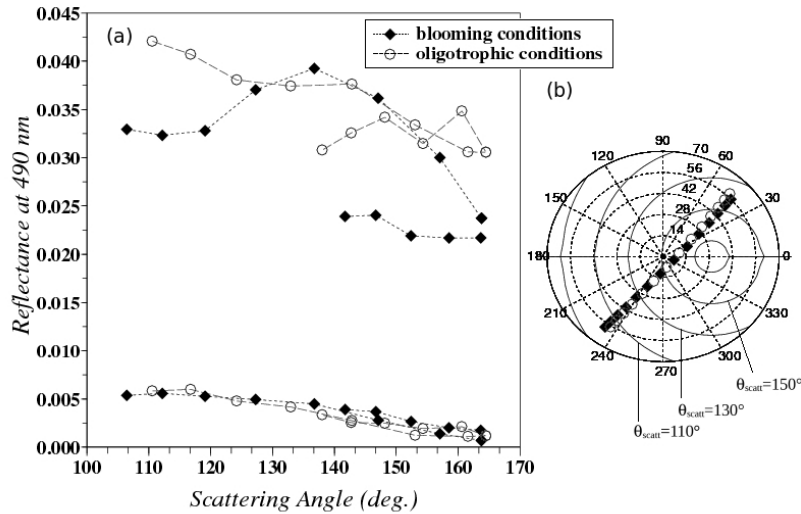 (a)
blooming conditions
oligotrophic conditions
(b)
Reflectance at 490 nm
0.045
0.040
0.035
0.030
0.025
0.020
0.015
0.010
0.005
0.000
100 110 120 130 140 150 160 170
Scattering Angle (deg.)
90
120 70 60
56
150 42 30
28
14
180 0
210 330
240 300
270
θscatt=150°
θscatt=130°
θscatt=110°